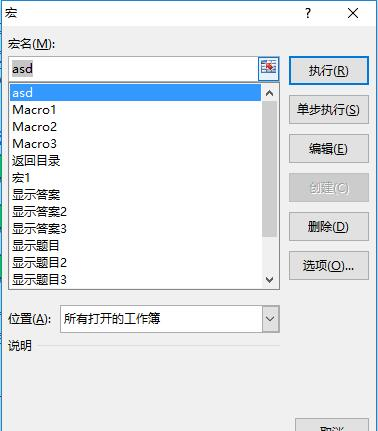 宏
?
宏名(M):
asd
执行(R)
asd
Macro1
Macro2
Macro3
返回目录
宏1
显示答案
显示答案2
显示答案3
显示题目
显示题目2
显示题目3
单步执行(S)
编辑(E)
创建(C)
删除(D)
选项(O)...
位置(A): 所有打开的工作簿
说明
取消